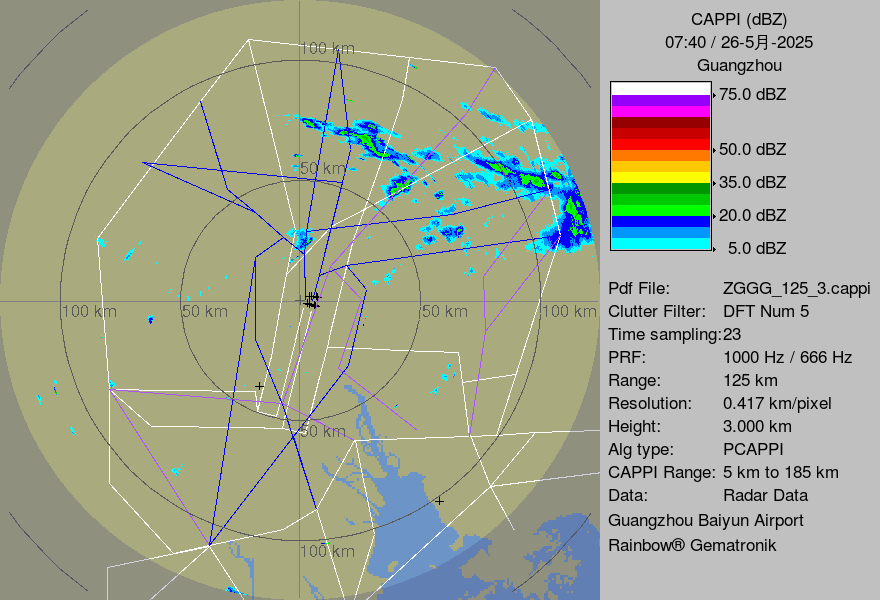 100 km
50 km
100 km
50 km
50 km
100 km
50 km
100 km
CAPPI (dBZ)
07:40 / 26-5月-2025
Guangzhou
75.0 dBZ
50.0 dBZ
35.0 dBZ
20.0 dBZ
5.0 dBZ
Pdf File: ZGGG_125_3.cappi
Clutter Filter: DFT Num 5
Time sampling:23
PRF: 1000 Hz / 666 Hz
Range: 125 km
Resolution: 0.417 km/pixel
Height: 3.000 km
Alg type: PCAPPI
CAPPI Range: 5 km to 185 km
Data: Radar Data
Guangzhou Baiyun Airport
Rainbow® Gematronik